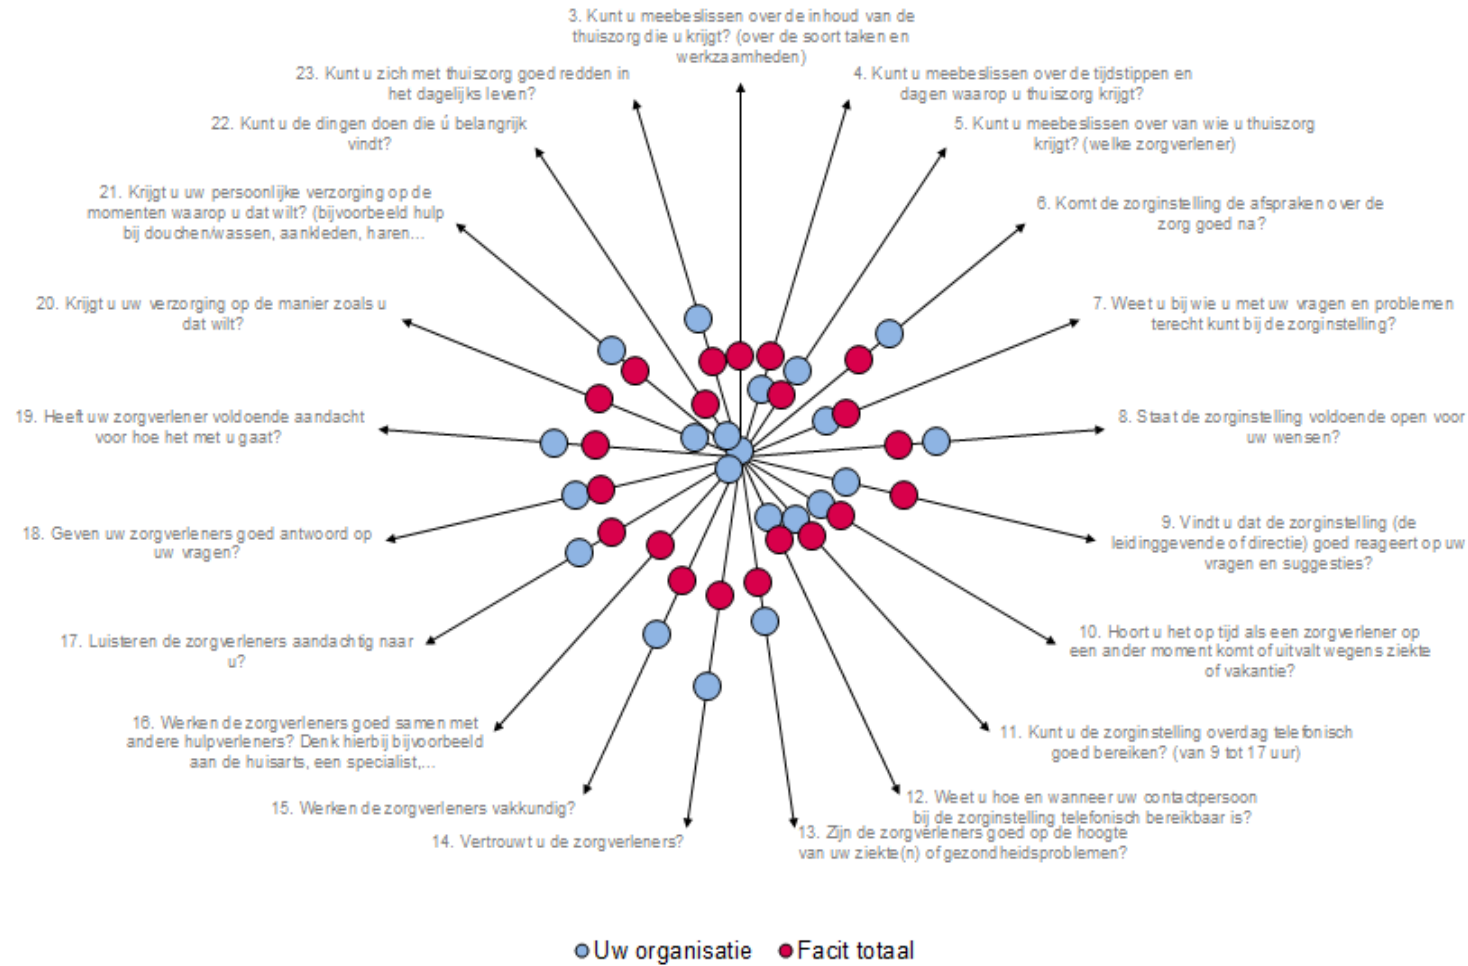 3. Kunt u meebeslissen over de inhoud van de
thuiszorg die u krijgt? (over de soort taken en
werkzaamheden)
4. Kunt u meebeslissen over de tijdstippen en
dagen waarop u thuiszorg krijgt?
5. Kunt u meebeslissen over van wie u thuiszorg
krijgt? (welke zorgverlener)
6. Komt de zorginstelling de afspraken over de
zorg goed na?
7. Weet u bij wie u met uw vragen en problemen
terecht kunt bij de zorginstelling?
8. Staat de zorginstelling voldoende open voor
uw wensen?
9. Vindt u dat de zorginstelling (de
leidinggevende of directie) goed reageert op uw
vragen en suggesties?
10. Hoort u het op tijd als een zorgverlener op
een ander moment komt of uitvalt wegens ziekte
of vakantie?
11. Kunt u de zorginstelling overdag telefonisch
goed bereiken? (van 9 tot 17 uur)
12. Weet u hoe en wanneer uw contactpersoon
bij de zorginstelling telefonisch bereikbaar is?
13. Zijn de zorgverleners goed op de hoogte
van uw ziekte(n) of gezondheidsproblemen?
14. Vertrouwt u de zorgverleners?
15. Werken de zorgverleners vakkundig?
16. Werken de zorgverleners goed samen met
andere hulpverleners? Denk hierbij bijvoorbeeld
aan de huisarts, een specialist,...
17. Luisteren de zorgverleners aandachtig naar
u?
18. Geven uw zorgverleners goed antwoord op
uw vragen?
19. Heeft uw zorgverlener voldoende aandacht
voor hoe het met u gaat?
20. Krijgt u uw verzorging op de manier zoals u
dat wilt?
21. Krijgt u uw persoonlijke verzorging op de
momenten waarop u dat wilt? (bijvoorbeeld hulp
bij douchen/wassen, aankleden, haren...
22. Kunt u de dingen doen die ú belangrijk
vindt?
23. Kunt u zich met thuiszorg goed redden in
het dagelijks leven?
Uw organisatie
Facit totaal